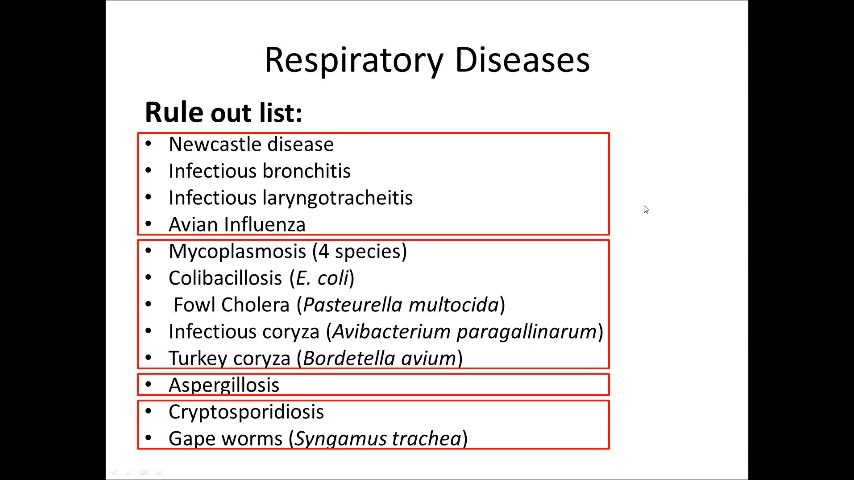 Respiratory Diseases
Rule out list:
• Newcastle disease
• Infectious bronchitis
• Infectious laryngotracheitis
• Avian Influenza
• Mycoplasmosis (4 species)
• Colibacillosis (E. coli)
• Fowl Cholera (Pasteurella multocida)
• Infectious coryza (Avibacterium paragallinarum)
• Turkey coryza (Bordetella avium)
• Aspergillosis
• Cryptosporidiosis
• Gape worms (Syngamus trachea)